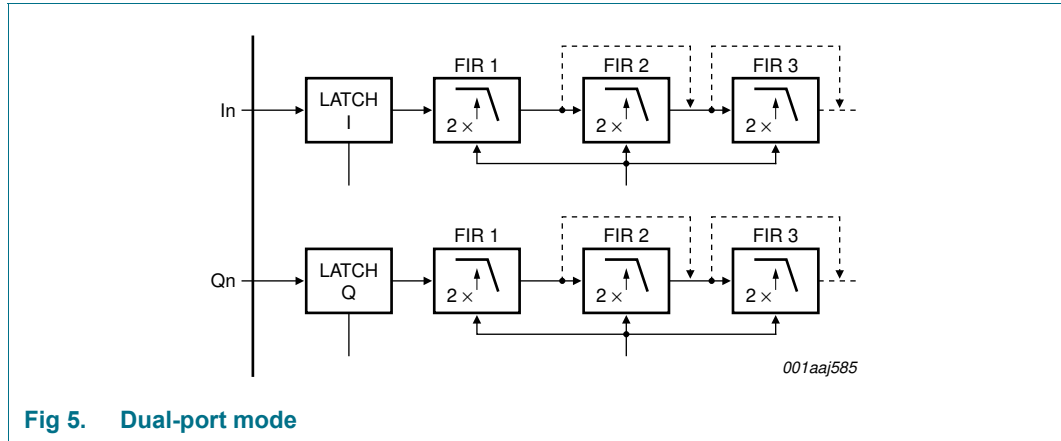 FIR 1 FIR 2 FIR 3
In LATCH I 2 × 2 × 2 ×
FIR 1 FIR 2 FIR 3
Qn LATCH Q 2 × 2 × 2 ×
001aaj585
Fig 5. Dual-port mode